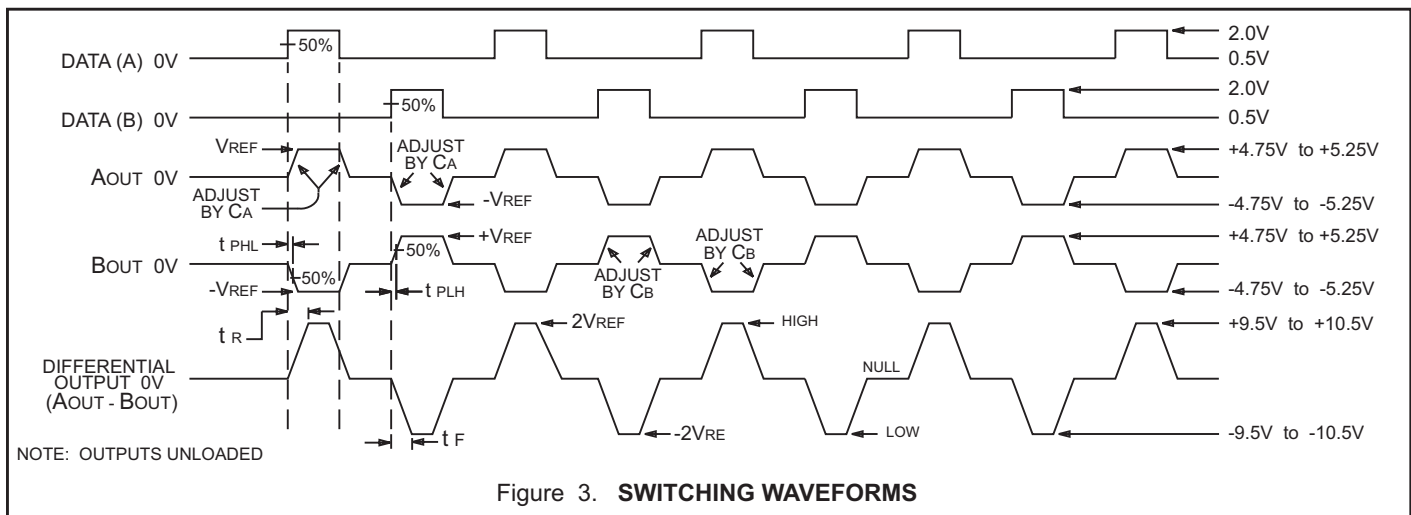 50%
2.0V
DATA (A) 0V
0.5V
50%
2.0V
DATA (B) 0V
0.5V
VREF
ADJUST
BY CA
+4.75V to +5.25V
AOUT 0V
ADJUST
BY CA
-VREF
-4.75V to -5.25V
t PHL
+VREF
50%
ADJUST
BY CB
+4.75V to +5.25V
BOUT 0V
50%
ADJUST
BY CB
-VREF
t PLH
-4.75V to -5.25V
t R
2VREF
HIGH
+9.5V to +10.5V
DIFFERENTIAL
OUTPUT 0V
(AOUT - BOUT)
NULL
t F
-2VRE
LOW
-9.5V to -10.5V
NOTE: OUTPUTS UNLOADED
Figure 3. SWITCHING WAVEFORMS